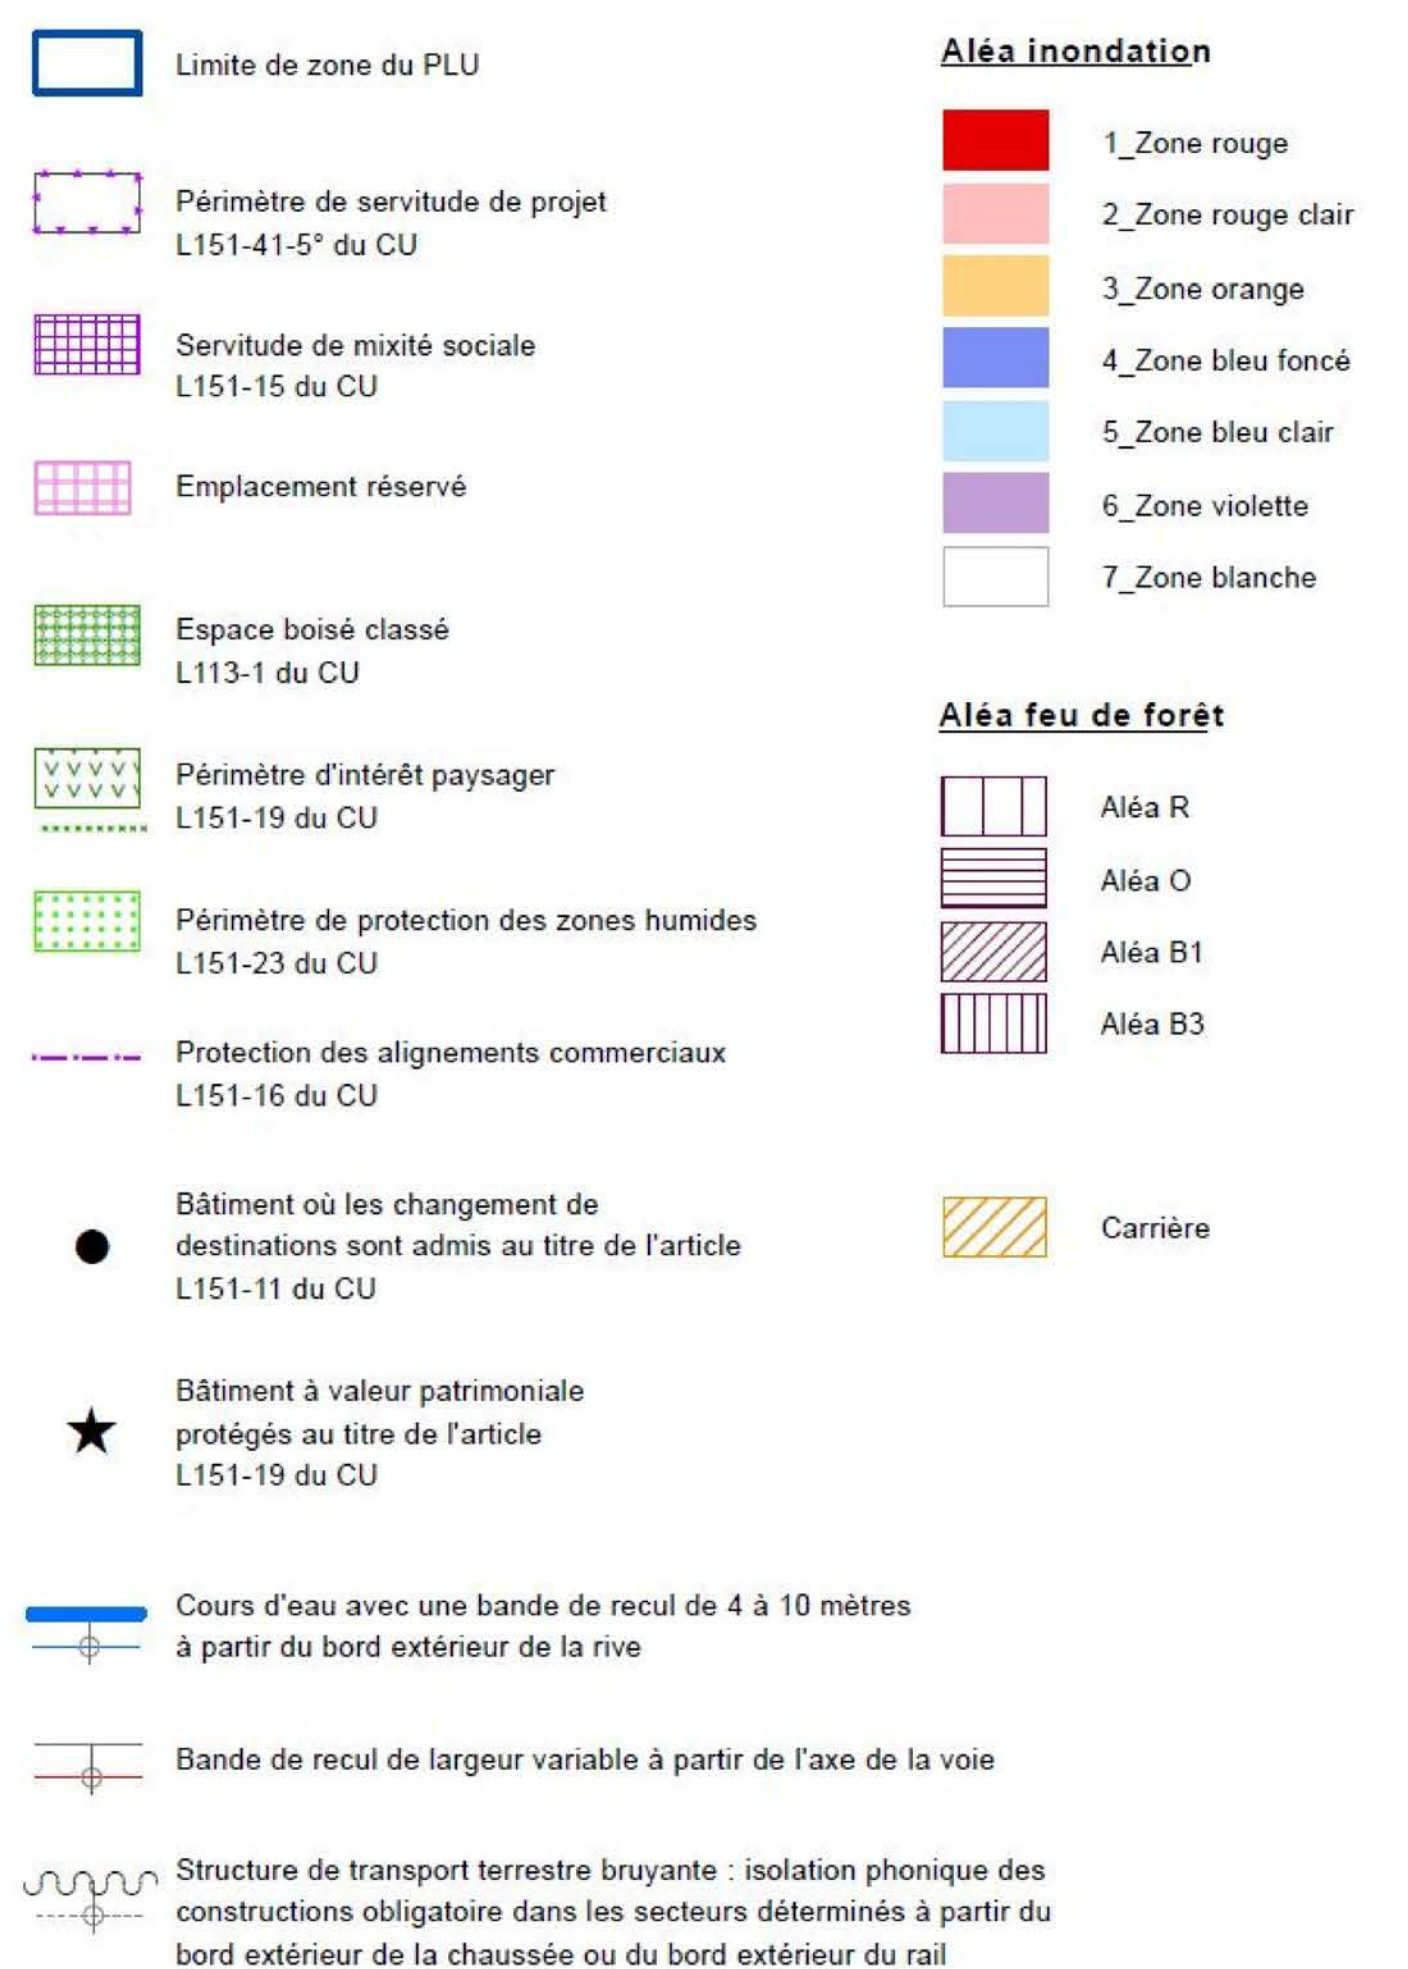 Limite de zone du PLU
Périmètre de servitude de projet
L151-41-5° du CU
Servitude de mixité sociale
L151-15 du CU
Emplacement réservé
Espace boisé classé
L113-1 du CU
Périmètre d'intérêt paysager
L151-19 du CU
Périmètre de protection des zones humides
L151-23 du CU
Protection des alignements commerciaux
L151-16 du CU
Bâtiment où les changement de
destinations sont admis au titre de l'article
L151-11 du CU
Bâtiment à valeur patrimoniale
protégés au titre de l'article
L151-19 du CU
Cours d'eau avec une bande de recul de 4 à 10 mètres
à partir du bord extérieur de la rive
Bande de recul de largeur variable à partir de l'axe de la voie
Structure de transport terrestre bruyante : isolation phonique des
constructions obligatoire dans les secteurs déterminés à partir du
bord extérieur de la chaussée ou du bord extérieur du rail
Aléa inondation
1_Zone rouge
2_Zone rouge clair
3_Zone orange
4_Zone bleu foncé
5_Zone bleu clair
6_Zone violette
7_Zone blanche
Aléa feu de forêt
Aléa R
Aléa O
Aléa B1
Aléa B3
Carrière